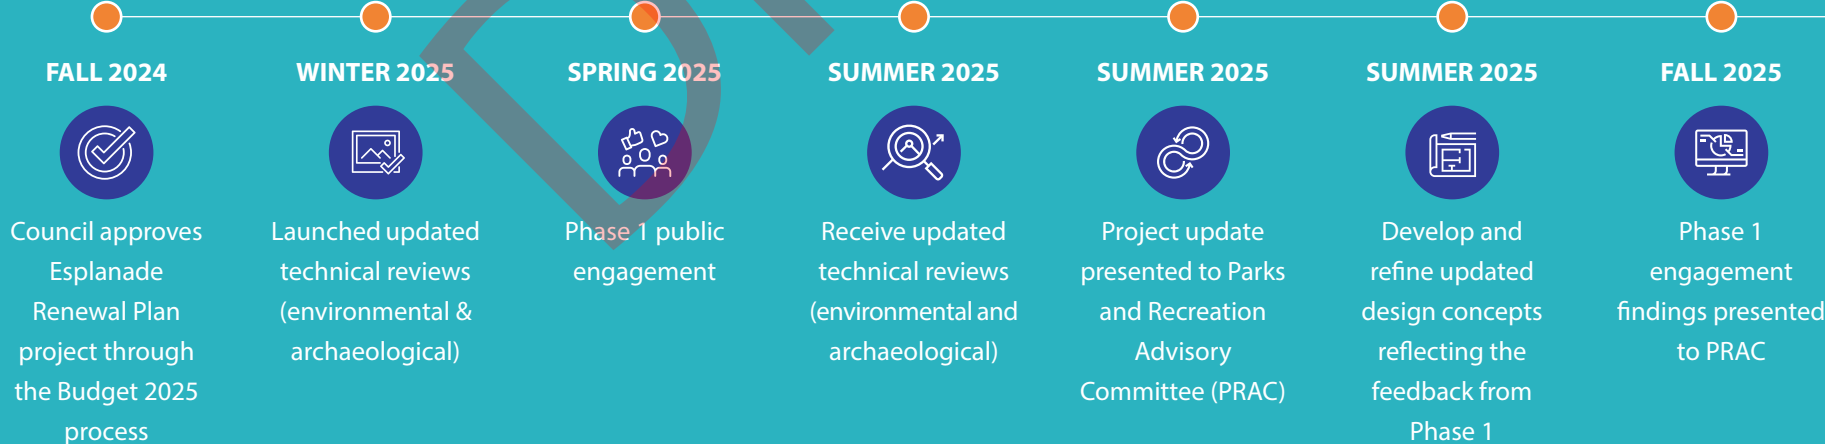 FALL 2024
Council approves
Esplanade
Renewal Plan
project through
the Budget 2025
process
WINTER 2025
Launched updated
technical reviews
(environmental &
archaeological)
SPRING 2025
Phase 1 public
engagement
SUMMER 2025
Receive updated
technical reviews
(environmental and
archaeological)
SUMMER 2025
Project update
presented to Parks
and Recreation
Advisory
Committee (PRAC)
SUMMER 2025
Develop and
refine updated
design concepts
reflecting the
feedback from
Phase 1
FALL 2025
Phase 1
engagement
findings presented
to PRAC